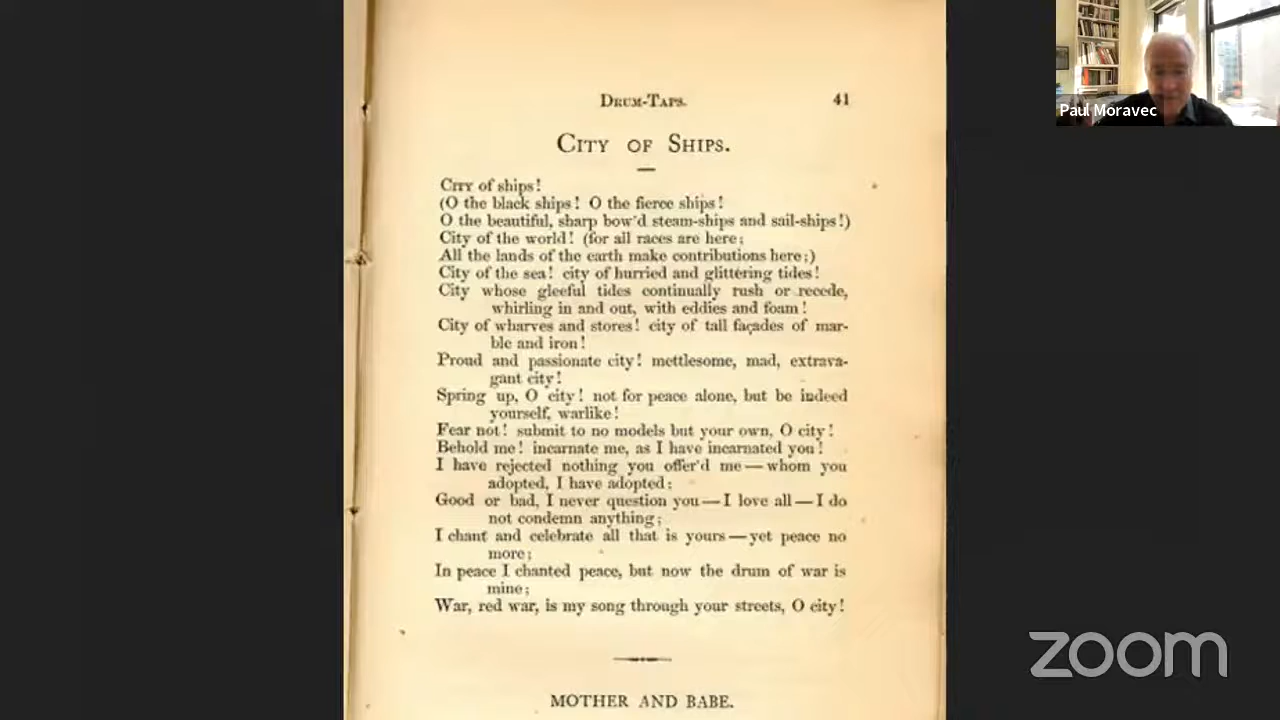 DRUM-TAPS. 41
CITY OF SHIPS.
CITY of ships!
(O the black ships! O the fierce ships!
O the beautiful, sharp bow'd steam-ships and sail-ships!)
City of the world! (for all races are here;
All the lands of the earth make contributions here;)
City of the sea! city of hurried and glittering tides!
City whose gleeful tides continually rush or recede,
whirling in and out, with eddies and foam!
City of wharves and stores! city of tall façades of mar-
ble and iron!
Proud and passionate city! mettlesome, mad, extrava-
gant city!
Spring up, O city! not for peace alone, but be indeed
yourself, warlike!
Fear not! submit to no models but your own, O city!
Behold me! incarnate me, as I have incarnated you!
I have rejected nothing you offer'd me—whom you
adopted, I have adopted;
Good or bad, I never question you—I love all—I do
not condemn anything;
I chant and celebrate all that is yours—yet peace no
more;
In peace I chanted peace, but now the drum of war is
mine;
War, red war, is my song through your streets, O city!
MOTHER AND BABE.
Paul Moravec
zoom